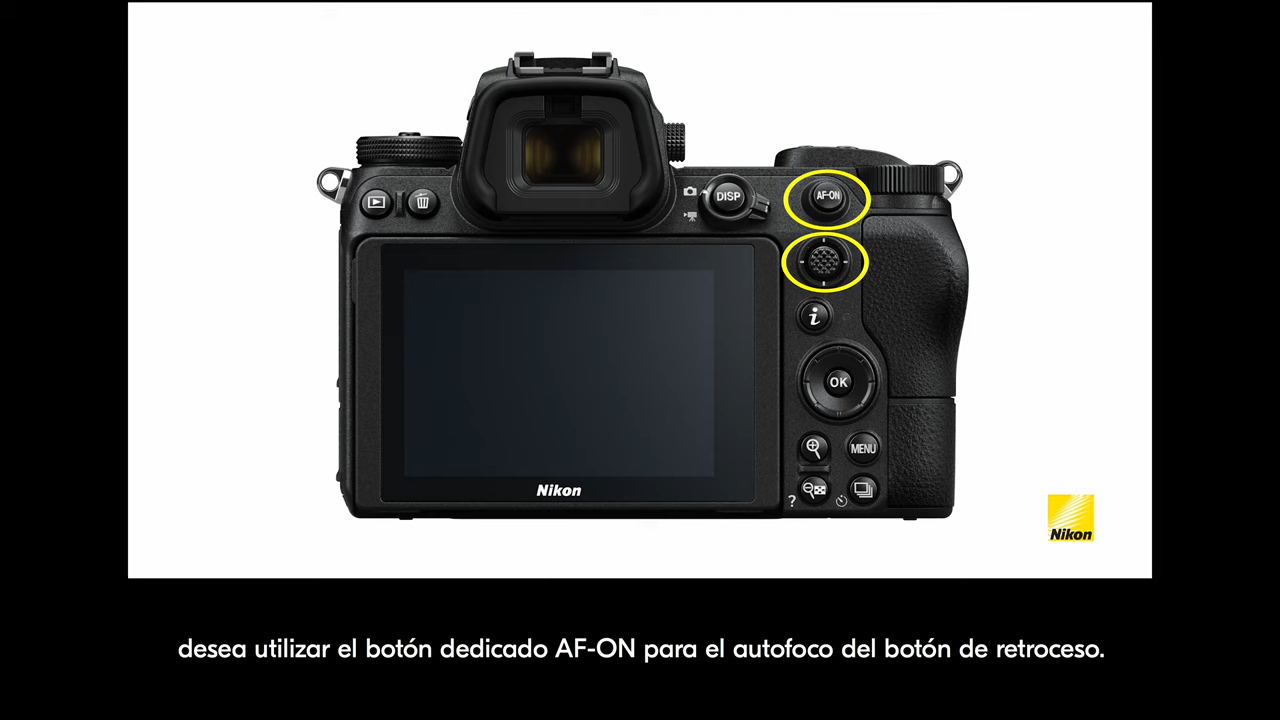 DISP
AF-ON
i
OK
MENU
?
Nikon
Nikon
desea utilizar el botón dedicado AF-ON para el autofoco del botón de retroceso.